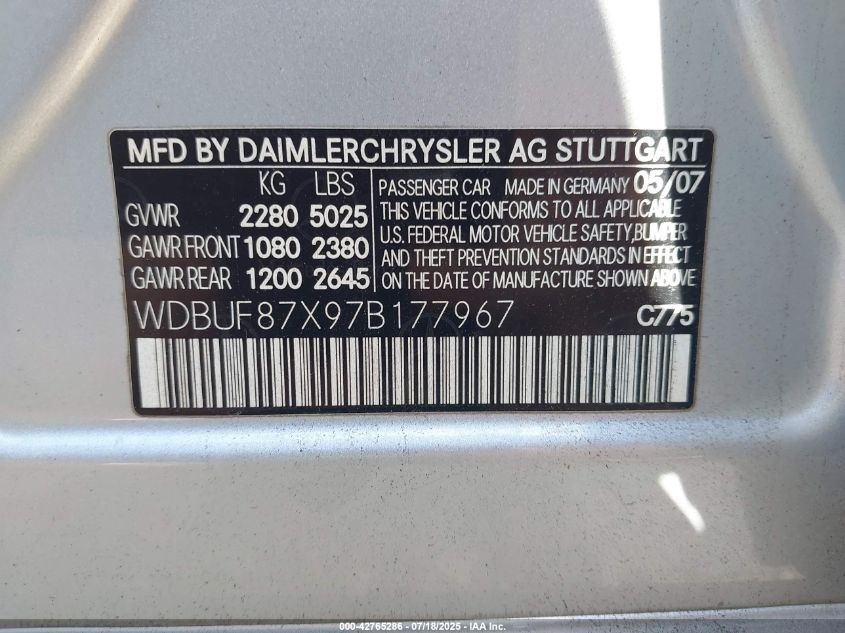 MFD BY DAIMLERCHRYSLER AG STUTTGART
KG LBS
GVWR 2280 5025
GAWR FRONT 1080 2380
GAWR REAR 1200 2645
PASSENGER CAR MADE IN GERMANY 05/07
THIS VEHICLE CONFORMS TO ALL APPLICABLE
U.S. FEDERAL MOTOR VEHICLE SAFETY,BUMPER
AND THEFT PREVENTION STANDARDS IN EFFECT
ON THE DATE OF MANUFACTURE SHOWN ABOVE
WDBUF87X97B177967 C775
000-42765286 - 07/18/2025 - IAA Inc.